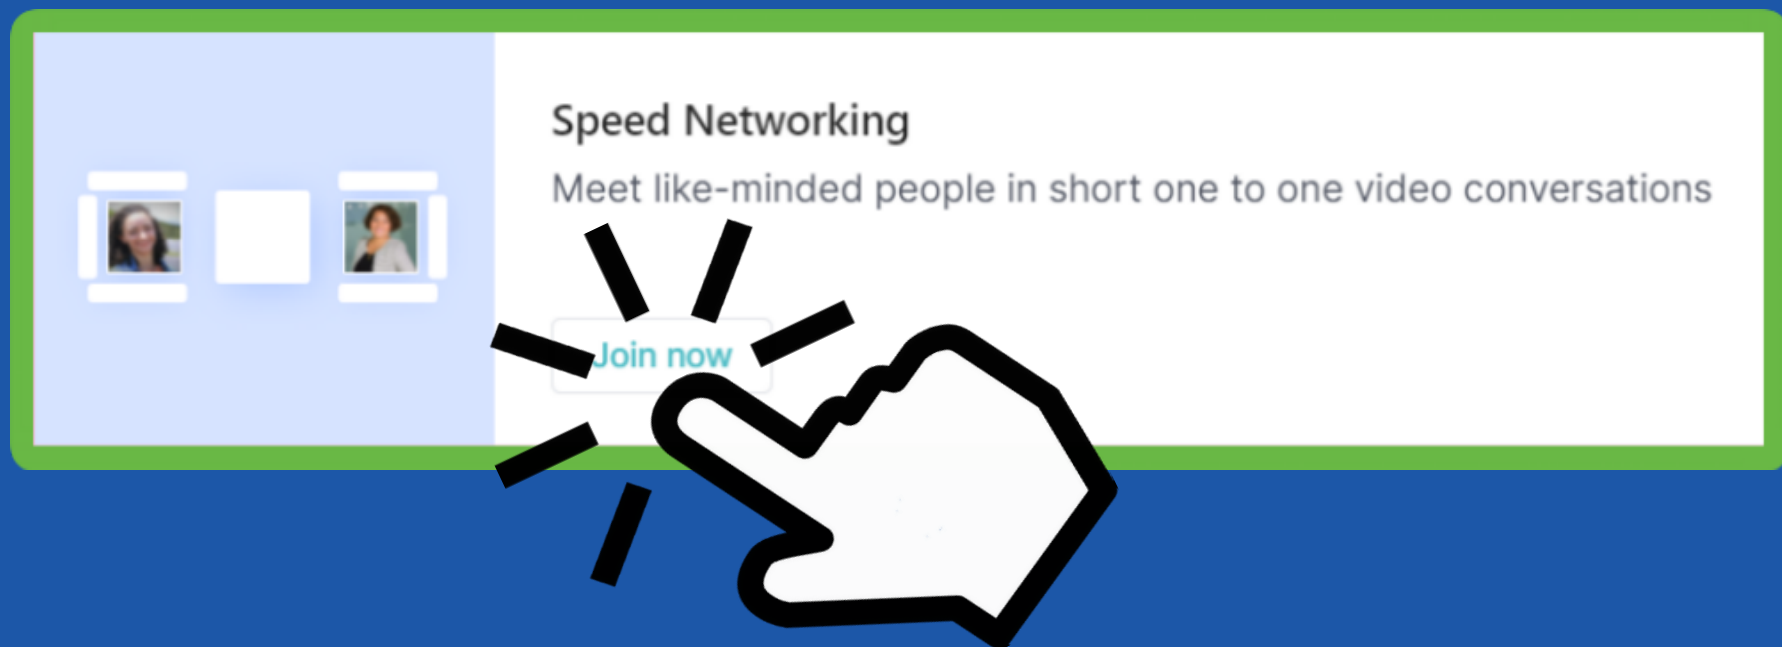 Speed Networking
Meet like-minded people in short one to one video conversations
Join now